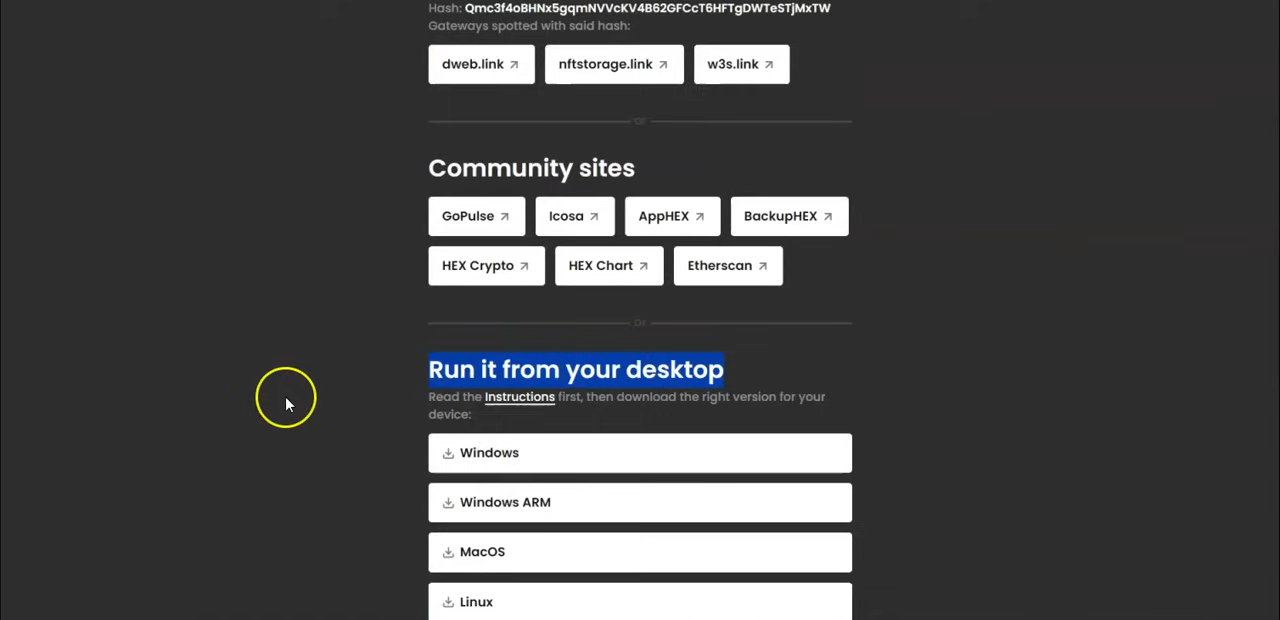 Hash: Qmc3f4oBHNx5gqmNVVcKV4B62GFCcT6HFTgDWTeSTjMxTW
Gateways spotted with said hash:
dweb.link nftstorage.link w3s.link
or
Community sites
GoPulse Icosa AppHEX BackupHEX
HEX Crypto HEX Chart Etherscan
Or
Run it from your desktop
Read the Instructions first, then download the right version for your
device:
Windows
Windows ARM
MacOS
Linux